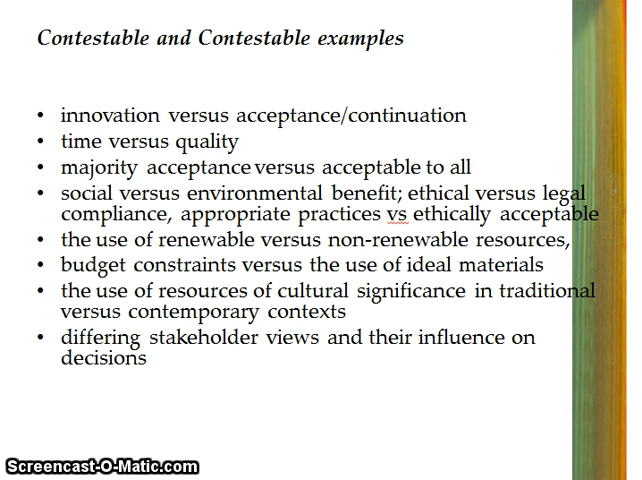 Contestable and Contestable examples
• innovation versus acceptance/continuation
• time versus quality
• majority acceptance versus acceptable to all
• social versus environmental benefit; ethical versus legal
compliance, appropriate practices vs ethically acceptable
• the use of renewable versus non-renewable resources,
• budget constraints versus the use of ideal materials
• the use of resources of cultural significance in traditional
versus contemporary contexts
• differing stakeholder views and their influence on
decisions
Screencast-O-Matic.com